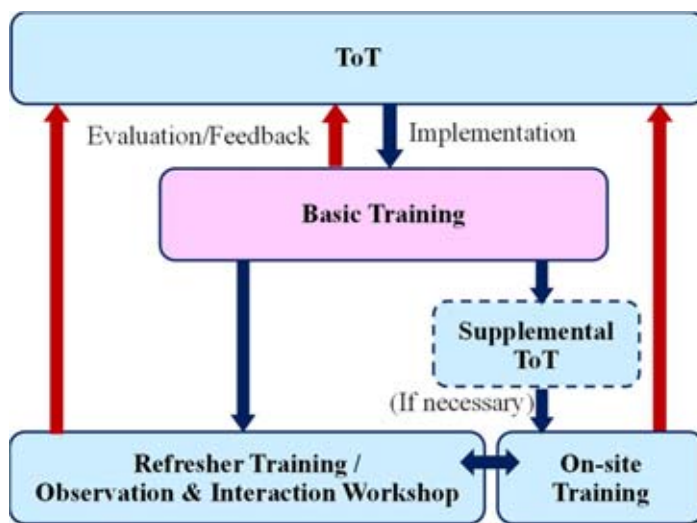 ToT
Evaluation/Feedback
Implementation
Basic Training
Supplemental
ToT
(If necessary)
Refresher Training /
Observation & Interaction Workshop
On-site
Training